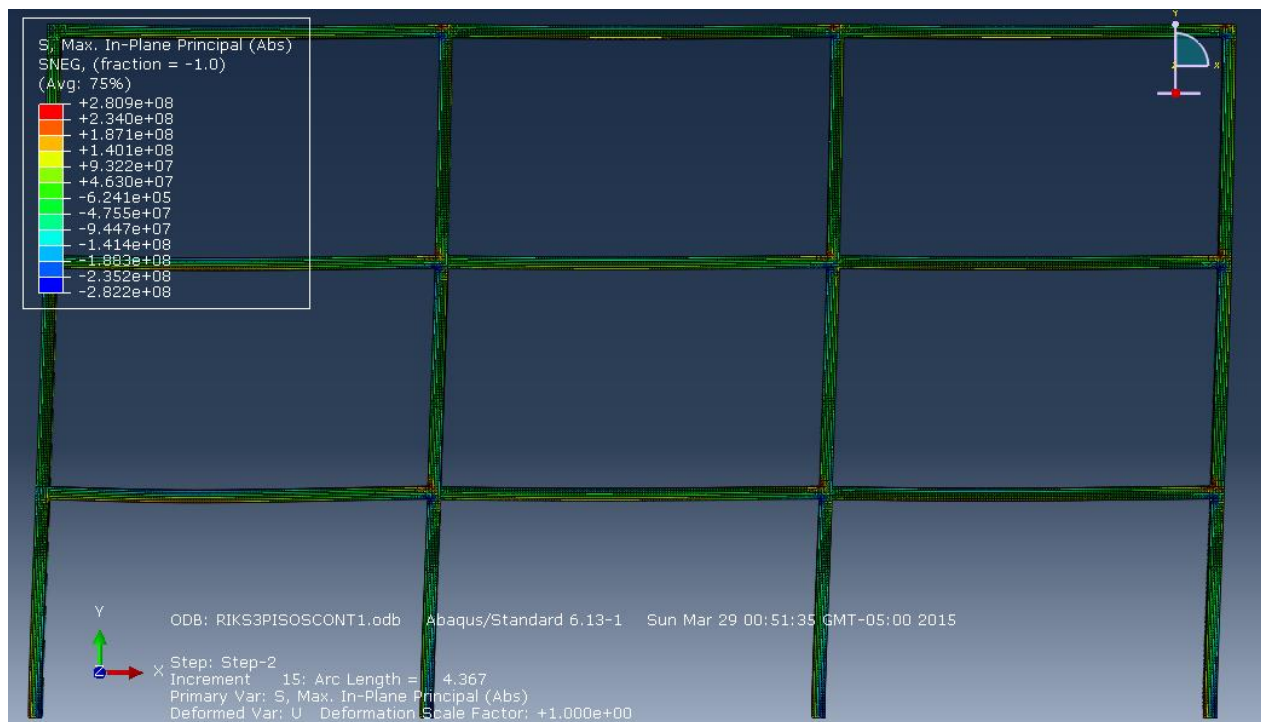 S, Max. In-Plane Principal (Abs)
SNEG, (fraction = -1.0)
(Avg: 75%)
+2.809e+08
+2.340e+08
+1.871e+08
+1.401e+08
+9.322e+07
+4.630e+07
-6.241e+05
-4.755e+07
-9.447e+07
-1.414e+08
-1.883e+08
-2.352e+08
-2.822e+08
Y
Z X
Y
Z X
ODB: RIKS3PISOSCONT1.odb Abaqus/Standard 6.13-1 Sun Mar 29 00:51:35 GMT-05:00 2015
Step: Step-2
Increment 15: Arc Length = 4.367
Primary Var: S, Max. In-Plane Principal (Abs)
Deformed Var: U Deformation Scale Factor: +1.000e+00